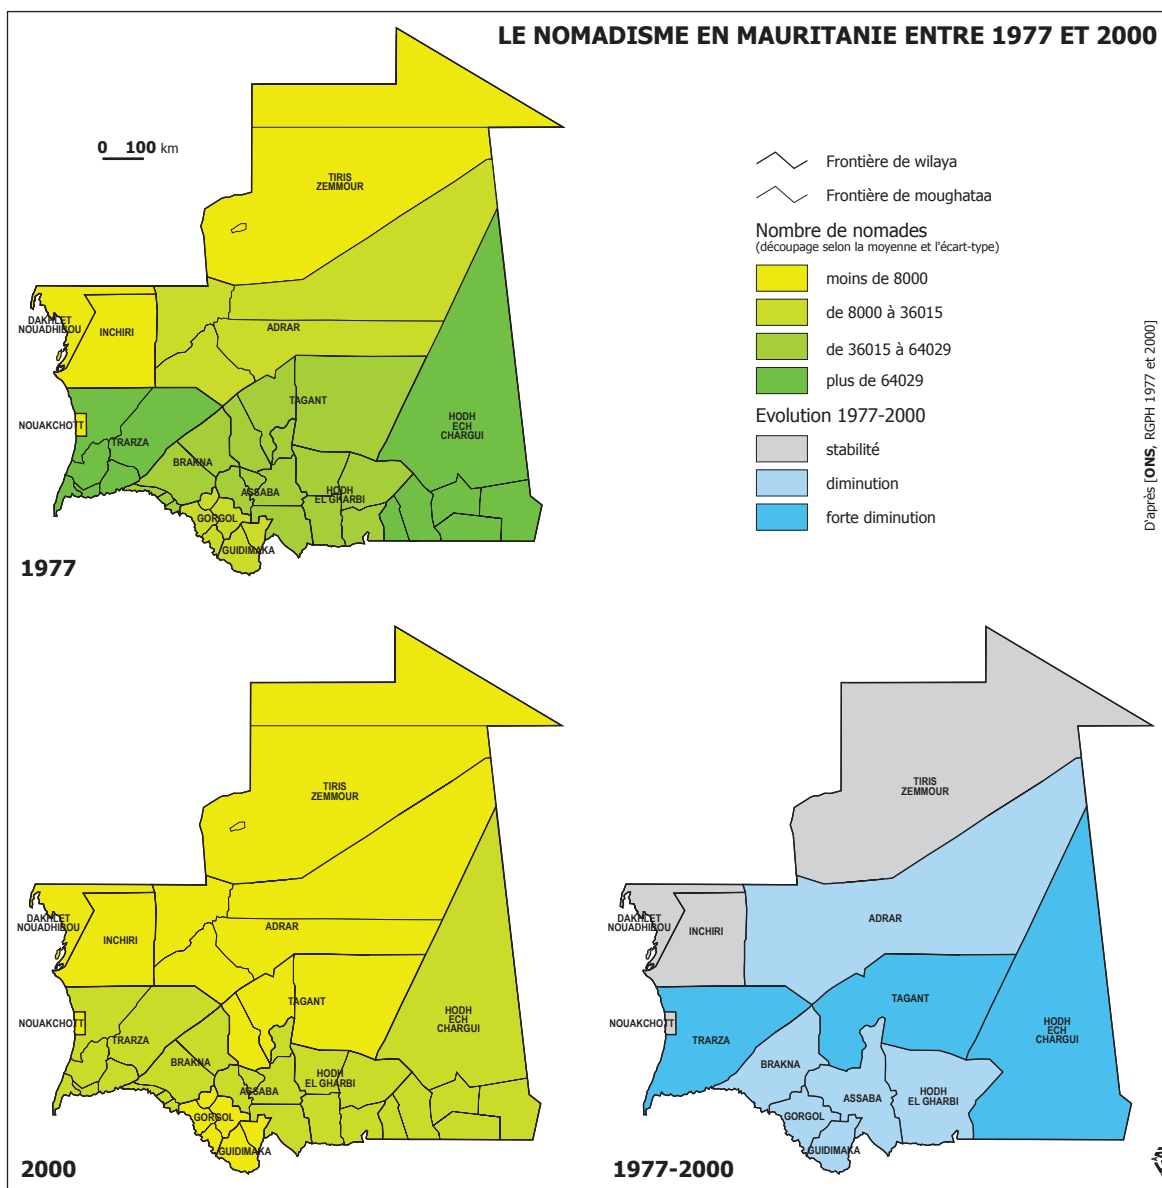 LE NOMADISME EN MAURITANIE ENTRE 1977 ET 2000
0 100 km
TIRIS
ZEMMOUR
DAKHLET
NOUADHIBOU
INCHIRI
ADRAR
TAGANT
NOUAKCHOTT
TRARZA
HODH
ECH
CHARGUI
BRAKNA
ASSABA
HODH
EL GHARBI
GORGOL
GUIDIMAKA
1977
Frontière de wilaya
Frontière de moughataa
Nombre de nomades
(découpage selon la moyenne et l'écart-type)
moins de 8000
de 8000 à 36015
de 36015 à 64029
plus de 64029
Evolution 1977-2000
stabilité
diminution
forte diminution
D'après [ONS, RGPH 1977 et 2000]
TIRIS
ZEMMOUR
DAKHLET
NOUADHIBOU
INCHIRI
ADRAR
TAGANT
NOUAKCHOTT
TRARZA
HODH
ECH
CHARGUI
BRAKNA
ASSABA
HODH
EL GHARBI
GORGOL
GUIDIMAKA
2000
TIRIS
ZEMMOUR
DAKHLET
NOUADHIBOU
INCHIRI
ADRAR
TAGANT
NOUAKCHOTT
TRARZA
HODH
ECH
CHARGUI
BRAKNA
ASSABA
HODH
EL GHARBI
GORGOL
GUIDIMAKA
1977-2000